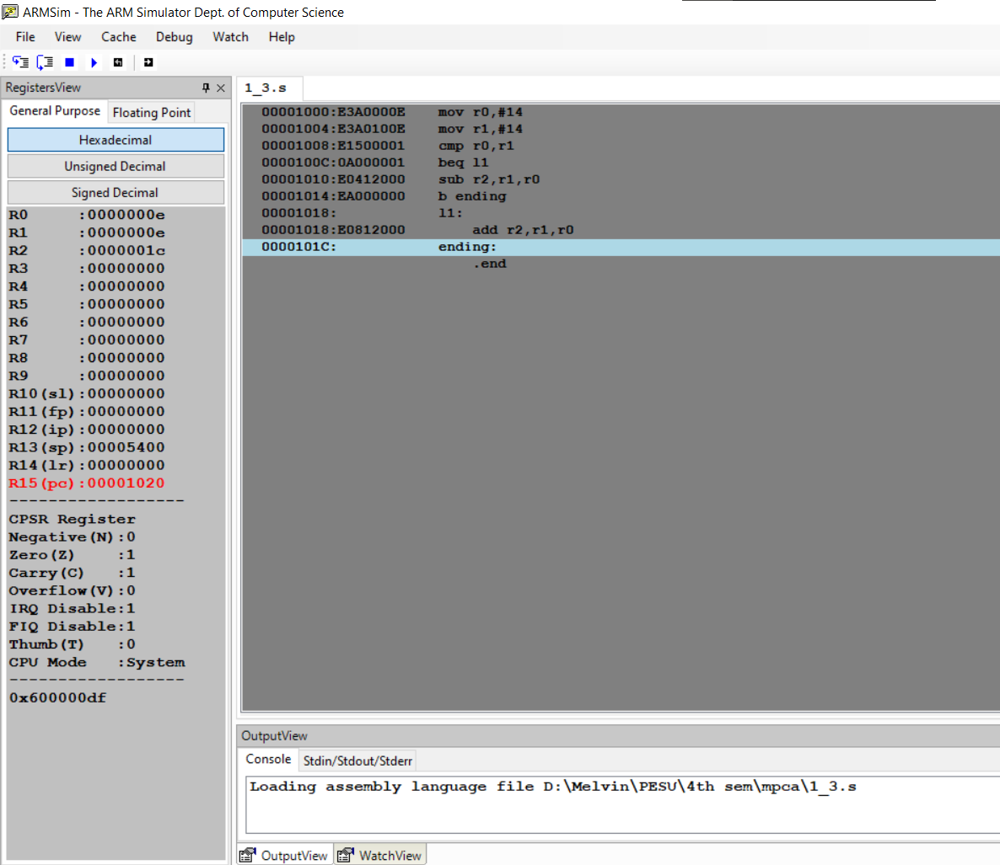 ARMSim - The ARM Simulator Dept. of Computer Science
File View Cache Debug Watch Help
RegistersView
General Purpose Floating Point
Hexadecimal
Unsigned Decimal
Signed Decimal
R0 :0000000e
R1 :0000000e
R2 :0000001c
R3 :00000000
R4 :00000000
R5 :00000000
R6 :00000000
R7 :00000000
R8 :00000000
R9 :00000000
R10(sl):00000000
R11(fp):00000000
R12(ip):00000000
R13(sp):00005400
R14(lr):00000000
R15(pc):00001020
------------------
CPSR Register
Negative(N):0
Zero(Z) :1
Carry(C) :1
Overflow(V):0
IRQ Disable:1
FIQ Disable:1
Thumb(T) :0
CPU Mode :System
------------------
0x600000df
1_3.s
00001000:E3A0000E mov r0,#14
00001004:E3A0100E mov r1,#14
00001008:E1500001 cmp r0,r1
0000100C:0A000001 beq l1
00001010:E0412000 sub r2,r1,r0
00001014:EA000000 b ending
00001018: l1:
00001018:E0812000 add r2,r1,r0
0000101C: ending:
.end
OutputView
Console Stdin/Stdout/Stderr
Loading assembly language file D:\Melvin\PESU\4th sem\mpca\1_3.s
OutputView WatchView